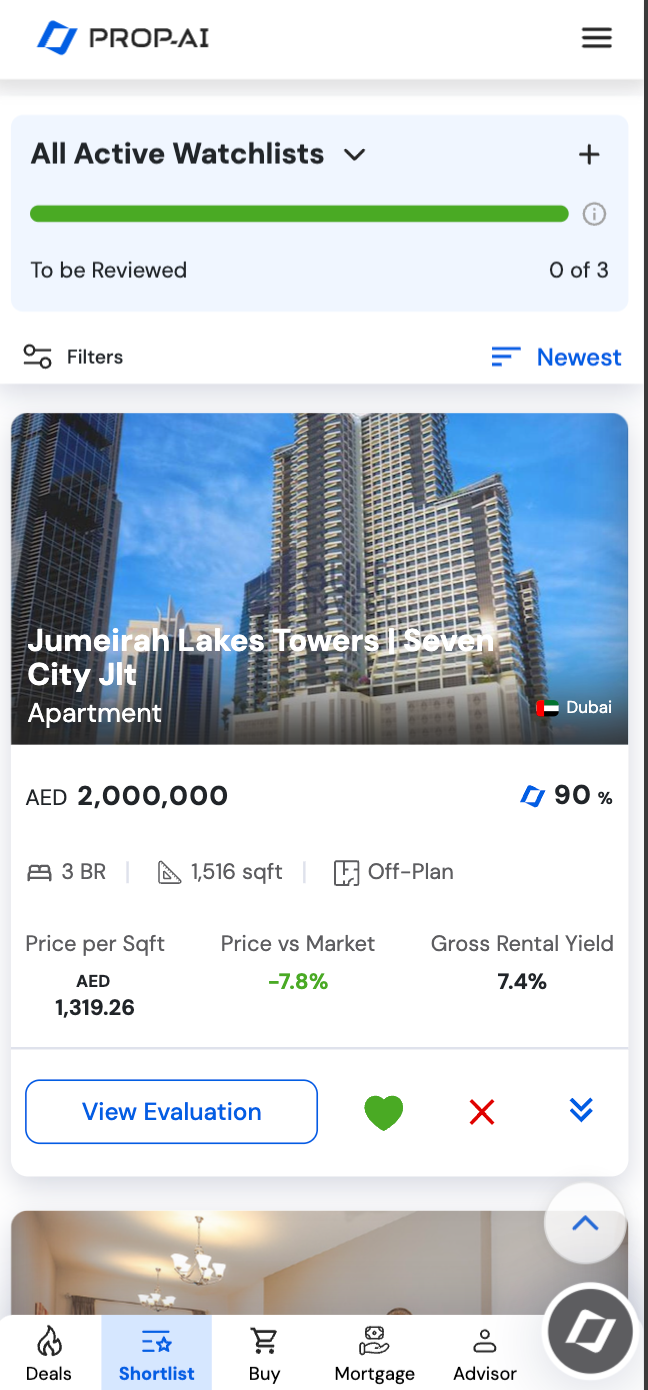 PROP-AI
All Active Watchlists
To be Reviewed 0 of 3
Filters Newest
Jumeirah Lakes Towers | Seven
City Jlt
Apartment
Dubai
AED 2,000,000 90 %
3 BR 1,516 sqft Off-Plan
Price per Sqft Price vs Market Gross Rental Yield
AED
1,319.26 -7.8% 7.4%
View Evaluation
Deals Shortlist Buy Mortgage Advisor